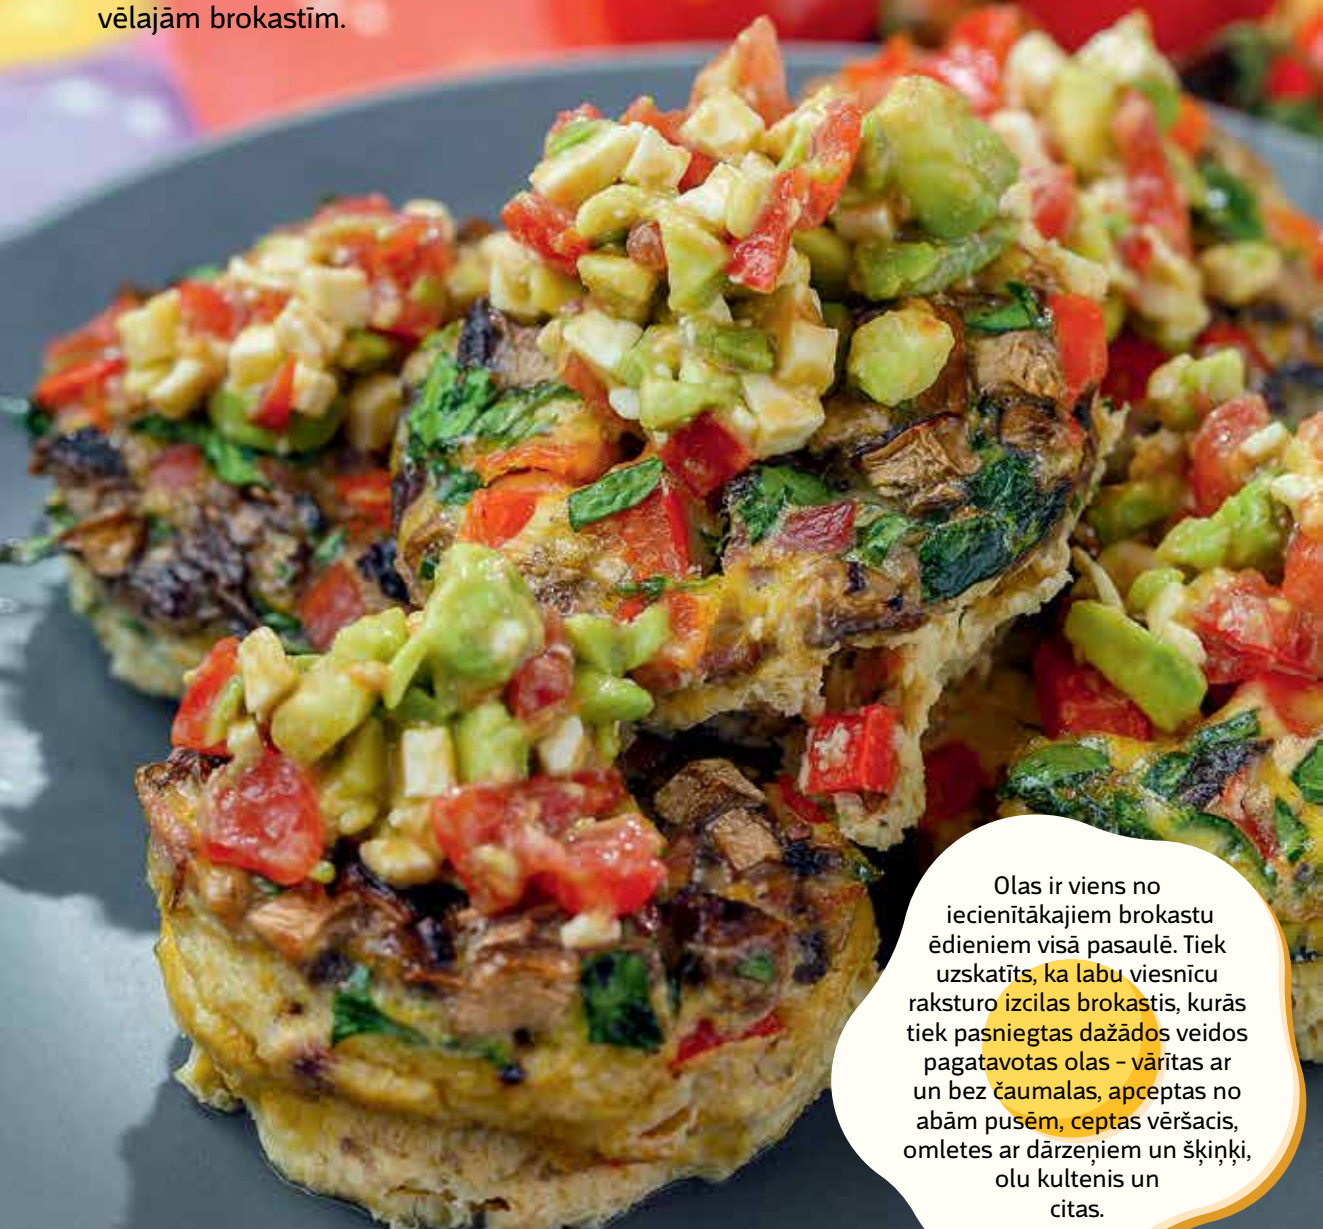 vēlajām brokastīm.
Olas ir viens no
iecienītākajiem brokastu
ēdieniem visā pasaulē. Tiek
uzskatīts, ka labu viesnīcu
raksturo izcilas brokastis, kurās
tiek pasniegtas dažādos veidos
pagatavotas olas – vārītas ar
un bez čaumalas, apceptas no
abām pusēm, ceptas vēršacis,
omletes ar dārzeņiem un šķiņķi,
olu kultenis un
citas.